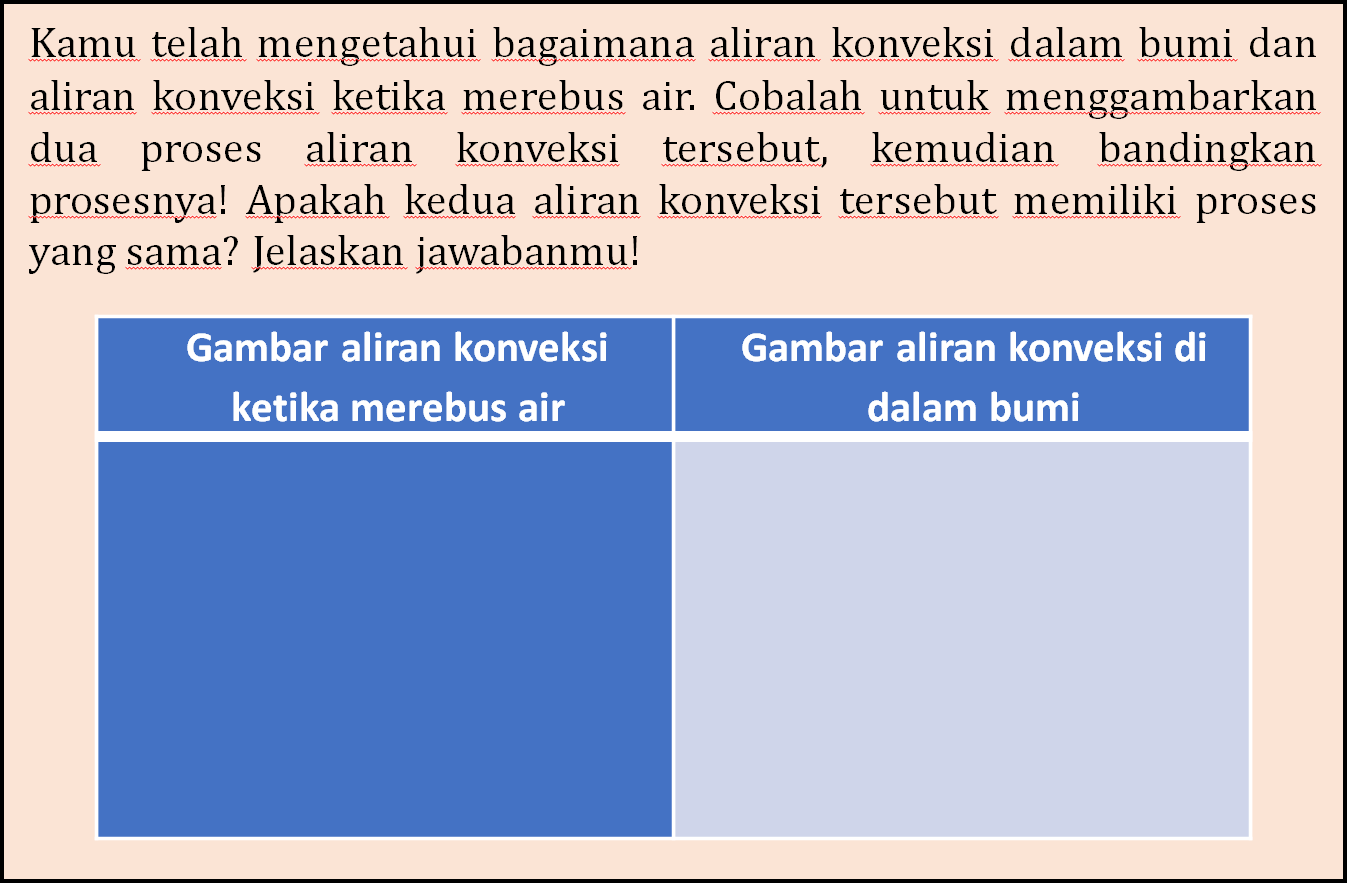 Kamu telah mengetahui bagaimana aliran konveksi dalam bumi dan
aliran konveksi ketika merebus air. Cobalah untuk menggambarkan
dua proses aliran konveksi tersebut, kemudian bandingkan
prosesnya! Apakah kedua aliran konveksi tersebut memiliki proses
yang sama? Jelaskan jawabanmu!
Gambar aliran konveksi
ketika merebus air
Gambar aliran konveksi di
dalam bumi